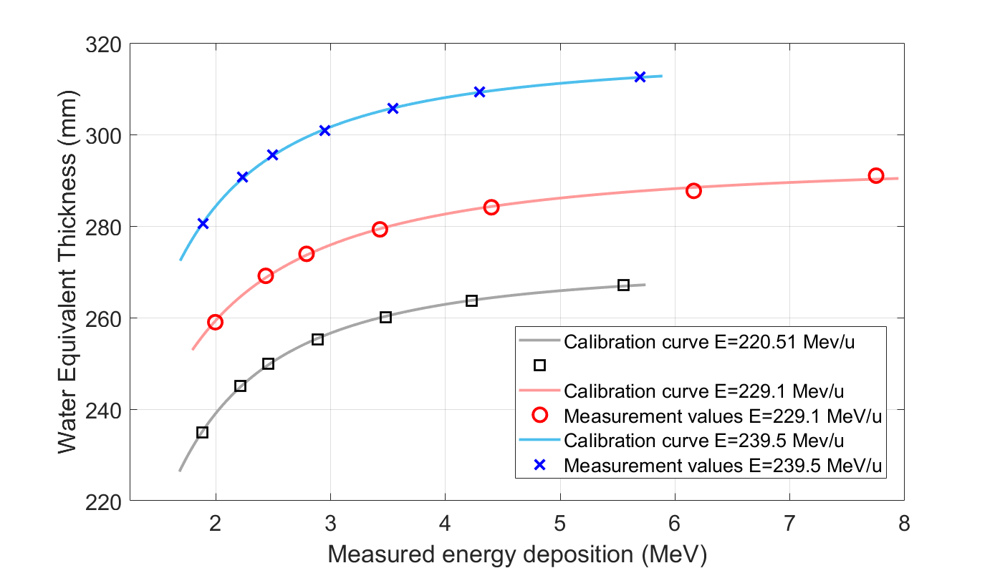 320
300
280
260
240
220
Water Equivalent Thickness (mm)
2 3 4 5 6 7 8
Measured energy deposition (MeV)
Calibration curve E=220.51 Mev/u
Calibration curve E=229.1 Mev/u
Measurement values E=229.1 MeV/u
Calibration curve E=239.5 Mev/u
Measurement values E=239.5 MeV/u